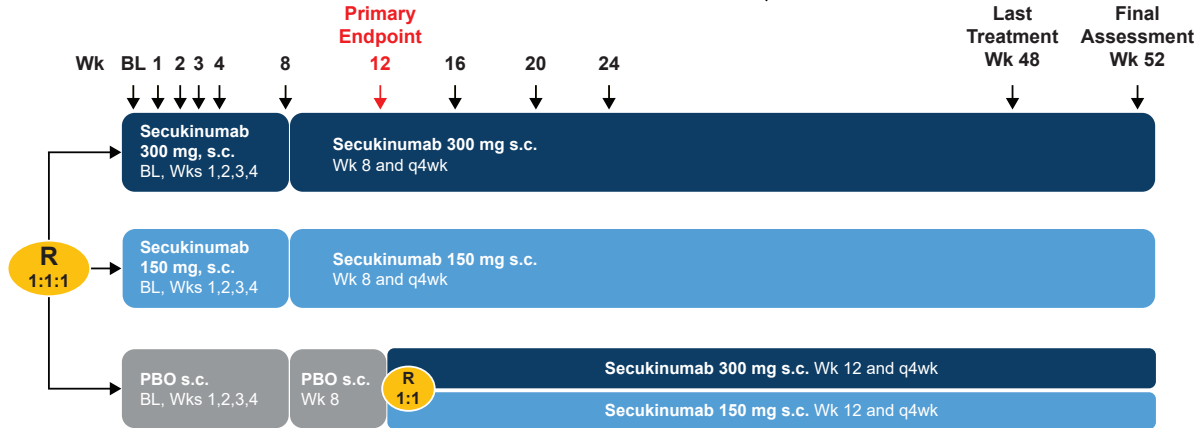 Primary
Endpoint
Last
Treatment
Wk 48
Final
Assessment
Wk 52
Wk BL 1 2 3 4 8 12 16 20 24
Secukinumab
300 mg, s.c.
BL, Wks 1,2,3,4
Secukinumab 300 mg s.c.
Wk 8 and q4wk
R
1:1:1
Secukinumab
150 mg, s.c.
BL, Wks 1,2,3,4
Secukinumab 150 mg s.c.
Wk 8 and q4wk
PBO s.c.
BL, Wks 1,2,3,4
PBO s.c.
Wk 8
R
1:1
Secukinumab 300 mg s.c. Wk 12 and q4wk
Secukinumab 150 mg s.c. Wk 12 and q4wk